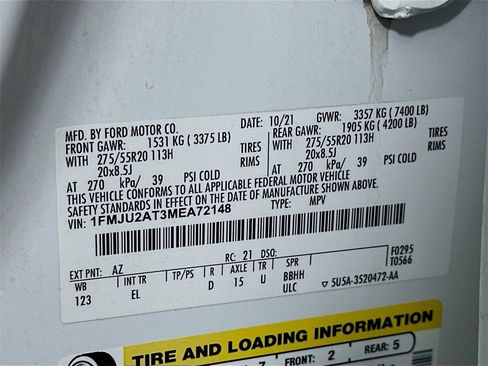 MFD. BY FORD MOTOR CO. DATE: 10/21 GVWR: 3357 KG (7400 LB)
FRONT GAWR: 1531 KG (3375 LB) REAR GAWR: 1905 KG (4200 LB)
WITH 275/55R20 113H TIRES WITH 275/55R20 113H TIRES
20x8.5J RIMS 20x8.5J RIMS
AT 270 kPa/ 39 PSI COLD AT 270 kPa/ 39 PSI COLD
THIS VEHICLE CONFORMS TO ALL APPLICABLE FEDERAL MOTOR VEHICLE
SAFETY STANDARDS IN EFFECT ON THE DATE OF MANUFACTURE SHOWN ABOVE.
VIN: 1FMJU2AT3MEA72148 TYPE: MPV
F0295
T0566
EXT PNT: AZ RC: 21 DSO:
WB INT TR TP/PS R AXLE TR SPR
123 EL D 15 U BBHH
ULC ▽ 5U5A-3520472-AA
TIRE AND LOADING INFORMATION
7 FRONT: 2 REAR: 5